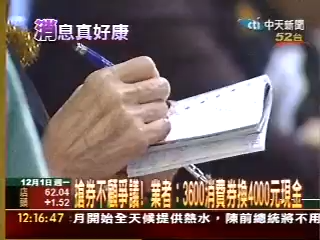 消息真好康
cti 中天新聞
52台
12月1日 週一
店 62.04
頭 +1.52
搶券不顧爭議! 業者:3600消費券換4000元現金
12:16:47 月開始全天候提供熱水,陳前總統將不用